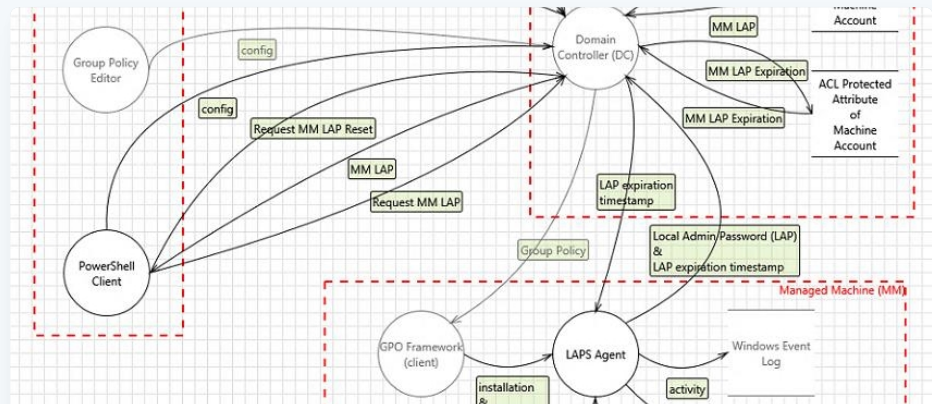 Machine
Account
MM LAP
Domain
Controller (DC)
Group Policy
Editor
config
MM LAP Expiration
ACL Protected
Attribute
of
Machine
Account
config
MM LAP Expiration
Request MM LAP Reset
MM LAP
LAP expiration
timestamp
Request MM LAP
Group Policy
Local Admin Password (LAP)
&
LAP expiration timestamp
PowerShell
Client
Managed Machine (MM)
GPO Framework
(client)
LAPS Agent
Windows Event
Log
installation
&
activity